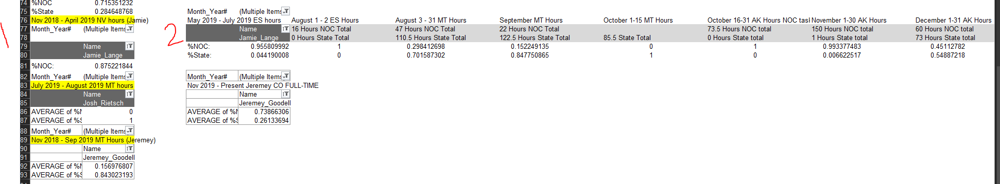 74 %NOC 0.715351232
75 %State 0.284648768 Month_Year# (Multiple Items
76 Nov 2018 - April 2019 NV hours (Jamie) May 2019 - July 2019 ES hours August 1 - 2 ES Hours August 3 - 31 MT Hours September MT Hours October 1-15 MT Hours October 16-31 AK Hours NOC tasl November 1-30 AK Hours December 1-31 AK Hours
1 77 Month_Year# (Multiple Items 2 Name 16 Hours NOC Total 47 Hours NOC Total 22 Hours NOC Total 73.5 Hours NOC total 150 Hours NOC total 60 Hours NOC total
78 Jamie_Lange 0 Hours State Total 110.5 Hours State Total 122.5 Hours State Total 85.5 State Total 0 Hours State total 1 Hours State total 73 Hours State total
79 Name %NOC: 0.955809992 1 0.298412698 0.152249135 0 1 0.993377483 0.45112782
80 Jamie_Lange %State: 0.044190008 0 0.701587302 0.847750865 1 0 0.006622517 0.54887218
81 %NOC: 0.875221844
82 Month_Year# (Multiple Items Month_Year# (Multiple Items
83 July 2019 - August 2019 MT hours Nov 2019 - Present Jeremey CO FULL-TIME
84 Name Name
85 Josh_Rietsch Jeremey_Goodell
86 AVERAGE of %N 0 AVERAGE of %N 0.73866306
87 AVERAGE of %S 1 AVERAGE of %S 0.26133694
88 Month_Year# (Multiple Items
89 Nov 2018 - Sep 2019 MT Hours (Jeremey)
90 Name
91 Jeremey_Goodell
92 AVERAGE of %N 0.156976807
93 AVERAGE of %S 0.843023193